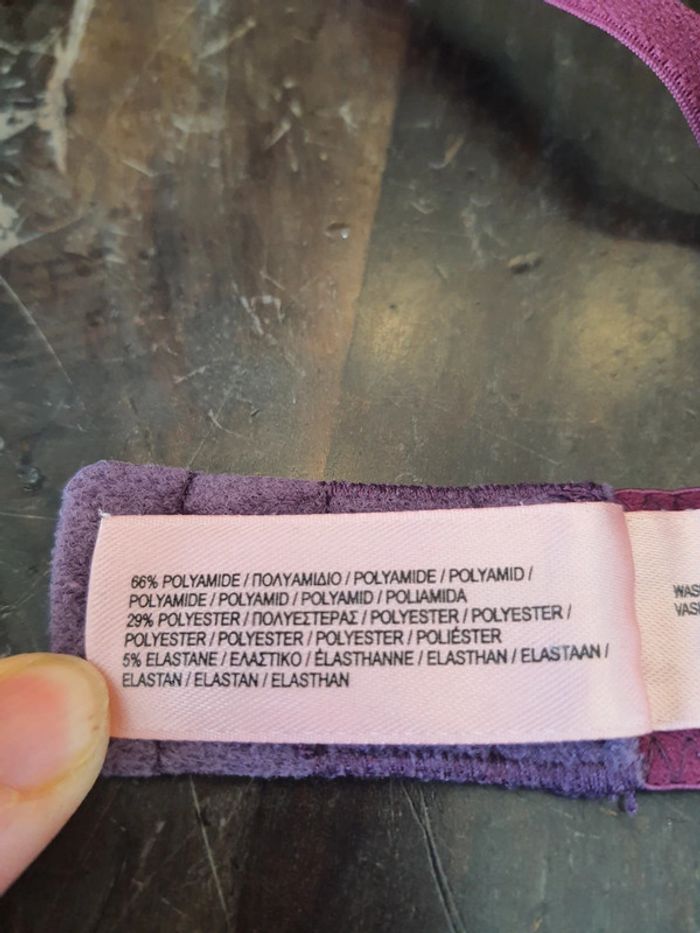 66% POLYAMIDE / ΠΟΛΥΑΜΙΔΙΟ / POLYAMIDE / POLYAMID /
POLYAMIDE / POLYAMID / POLYAMID / POLIAMIDA
29% POLYESTER / ΠΟΛΥΕΣΤΕΡΑΣ / POLYESTER / POLYESTER /
POLYESTER / POLYESTER / POLYESTER / POLIÉSTER
5% ELASTANE / ΕΛΑΣΤΙΚΟ / ÉLASTHANNE / ELASTHAN / ELASTAAN /
ELASTAN / ELASTAN / ELASTHAN